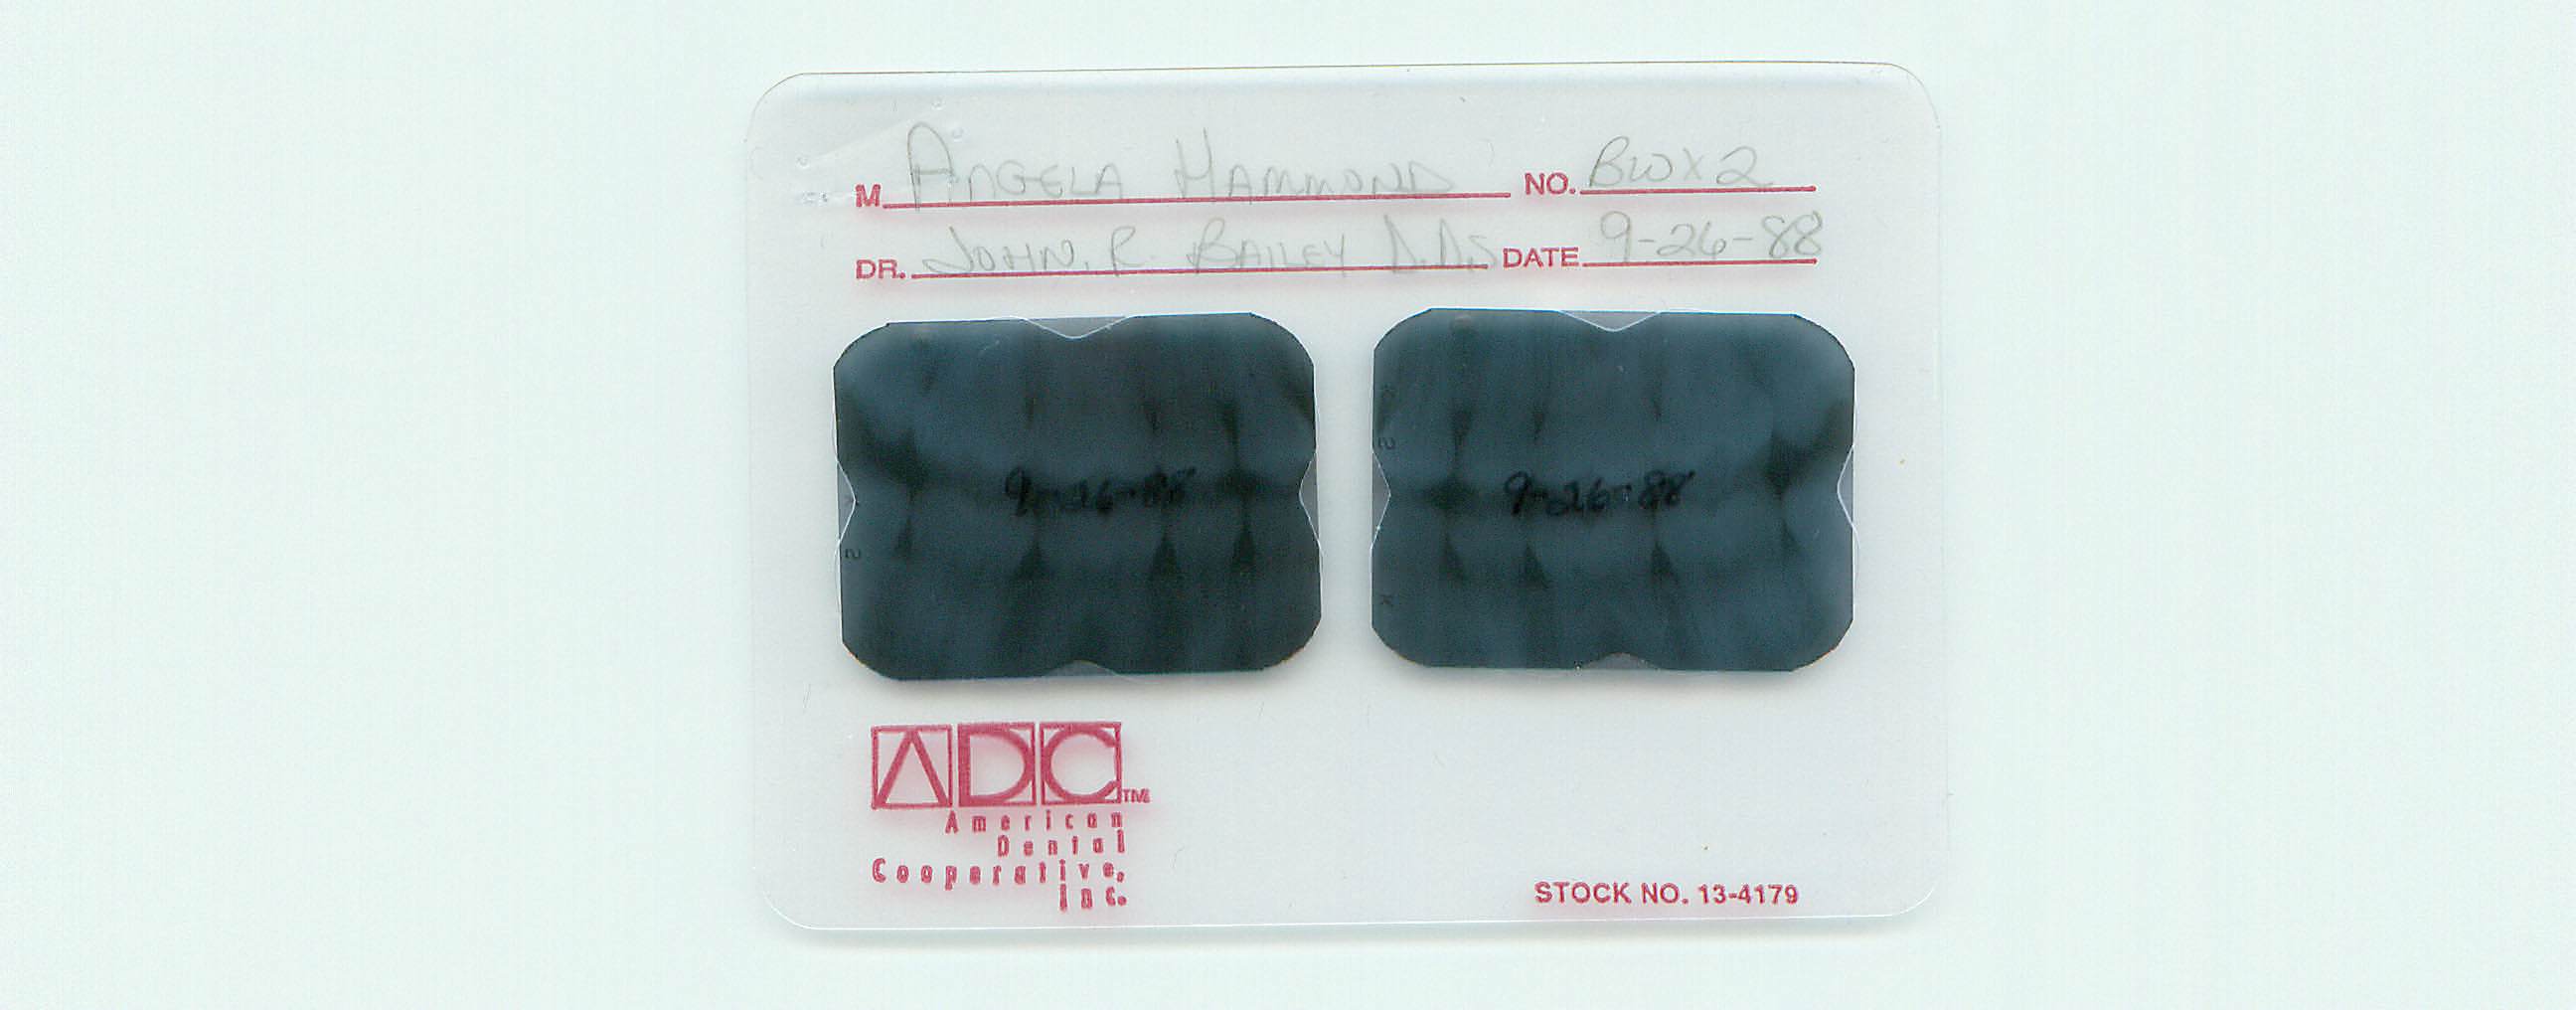 M. ANGELA HAMMOND NO. BWX2
DR. JOHN. R. BAILEY D.D.S DATE 9-26-88
9-26-88 9-26-88
ADC TM
American
Dental
Cooperative,
Inc.
STOCK NO. 13-4179